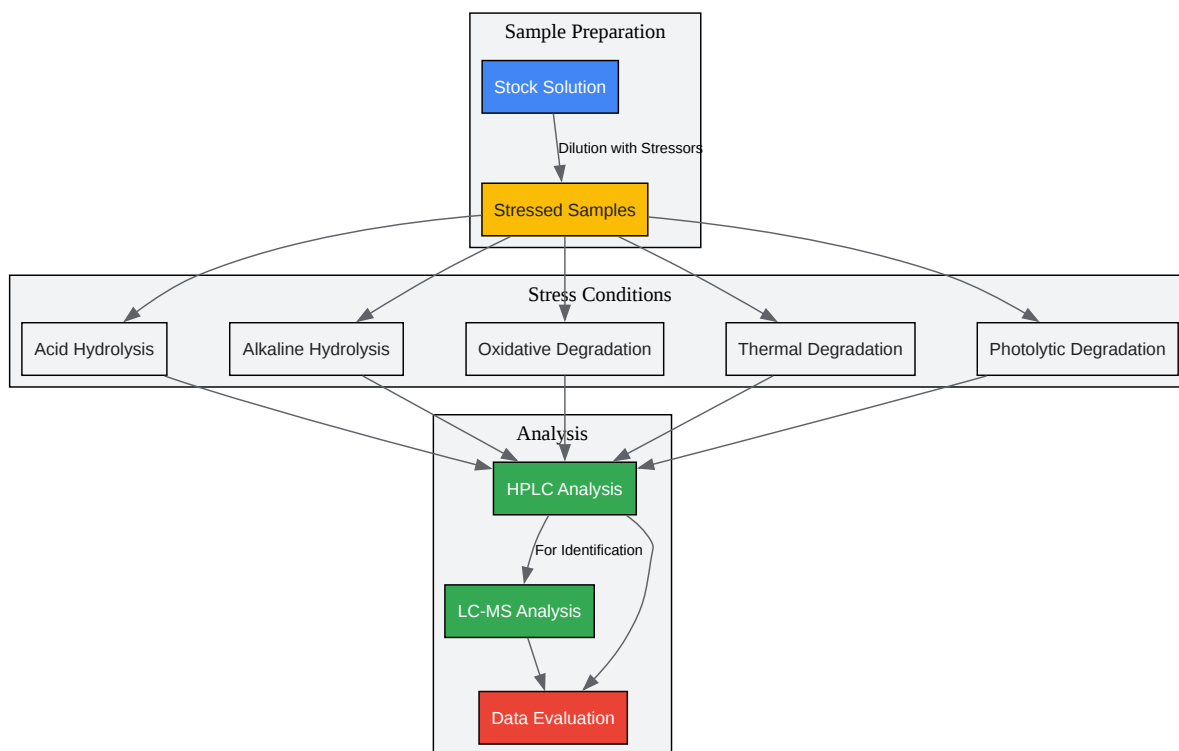 Sample Preparation
Stock Solution
Dilution with Stressors
Stressed Samples
Stress Conditions
Acid Hydrolysis
Alkaline Hydrolysis
Oxidative Degradation
Thermal Degradation
Photolytic Degradation
Analysis
HPLC Analysis
For Identification
LC-MS Analysis
Data Evaluation